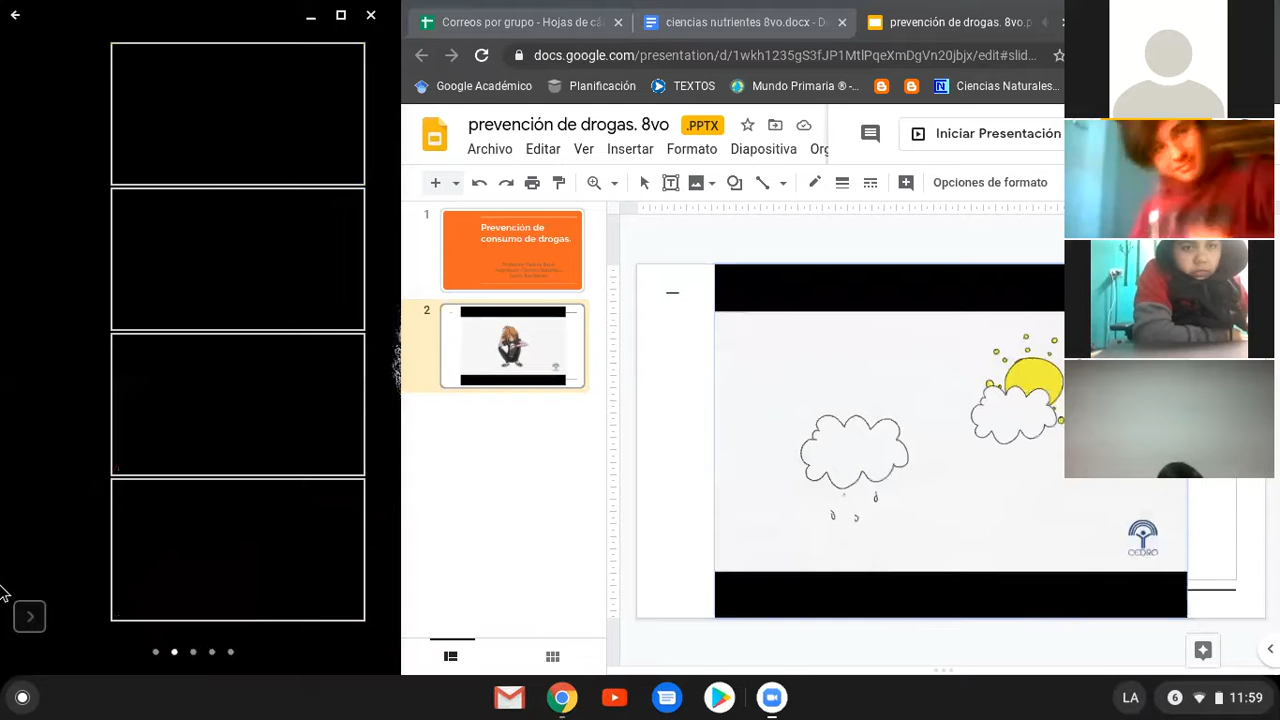 Correos por grupo - Hojas de cá
ciencias nutrientes 8vo.docx - D
prevención de drogas. 8vo.p
docs.google.com/presentation/d/1wkh1235gS3fJP1MtlPqeXmDgVn20jbjx/edit#slid...
Google Académico
Planificación
TEXTOS
Mundo Primaria ® -...
Ciencias Naturales...
prevención de drogas. 8vo
.PPTX
Iniciar Presentación
Archivo Editar Ver Insertar Formato Diapositiva Org
Opciones de formato
1
Prevención de
consumo de drogas.
2
CEDRO
LA
6
11:59